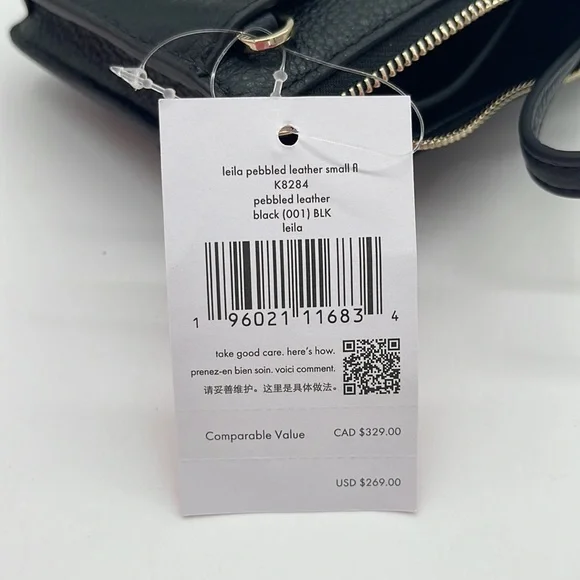 leila pebbled leather small fl
K8284
pebbled leather
black (001) BLK
leila
1 96021 11683 4
take good care. here's how.
prenez-en bien soin. voici comment.
请妥善维护。这里是具体做法。
Comparable Value CAD $329.00
USD $269.00